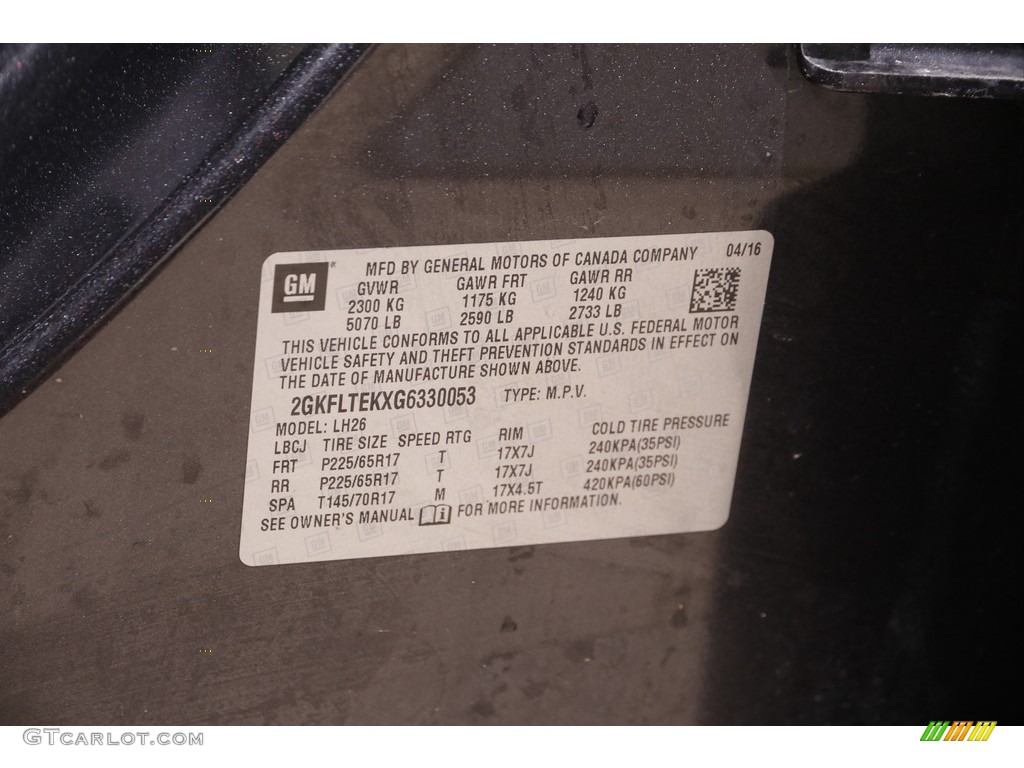 GM
MFD BY GENERAL MOTORS OF CANADA COMPANY 04/16
GVWR GAWR FRT GAWR RR
2300 KG 1175 KG 1240 KG
5070 LB 2590 LB 2733 LB
THIS VEHICLE CONFORMS TO ALL APPLICABLE U.S. FEDERAL MOTOR
VEHICLE SAFETY AND THEFT PREVENTION STANDARDS IN EFFECT ON
THE DATE OF MANUFACTURE SHOWN ABOVE.
2GKFLTEKXG6330053 TYPE: M.P.V.
MODEL: LH26
LBCJ TIRE SIZE SPEED RTG RIM COLD TIRE PRESSURE
FRT P225/65R17 T 17X7J 240KPA(35PSI)
RR P225/65R17 T 17X7J 240KPA(35PSI)
SPA T145/70R17 M 17X4.5T 420KPA(60PSI)
SEE OWNER'S MANUAL i FOR MORE INFORMATION.
GTCarlot.com